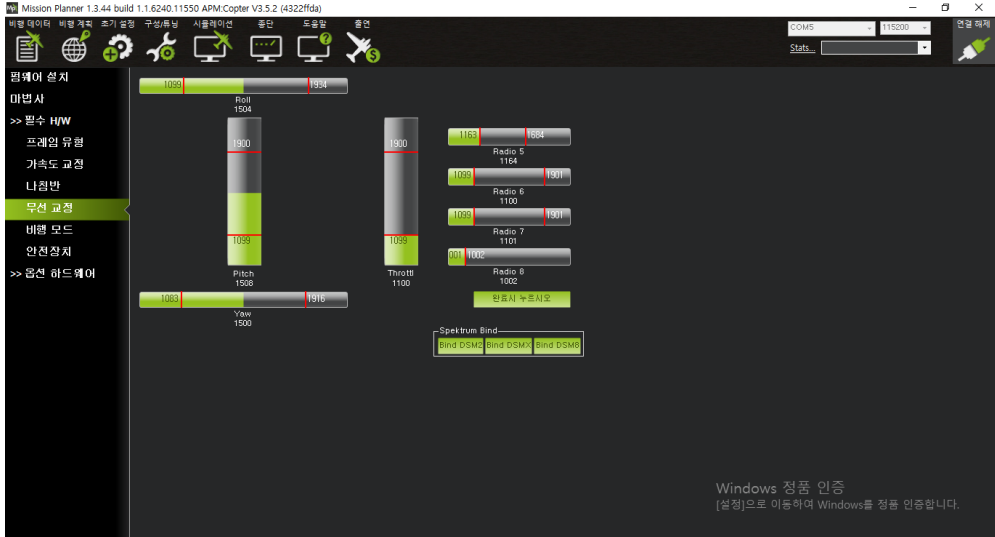 Mission Planner 1.3.44 build 1.1.6240.11550 APM:Copter V3.5.2 (4322ffda)
비행 데이터 비행 계획 초기 설정 구성/튜닝 시뮬레이션 종단 도움말 출연
COM5 115200 연결 해제
Stats...
펌웨어 설치
마법사
>> 필수 H/W
프레임 유형
가속도 교정
나침반
무선 교정
비행 모드
안전장치
>> 옵션 하드웨어
1099 1934
Roll
1504
1900
1099
Pitch
1508
1900
1099
Throttl
1100
1083 1916
Yaw
1500
1163 1684
Radio 5
1164
1099 1901
Radio 6
1100
1099 1901
Radio 7
1101
001 1002
Radio 8
1002
완료시 누르시오
Spektrum Bind
Bind DSM2 Bind DSMX Bind DSM8
Windows 정품 인증
[설정]으로 이동하여 Windows를 정품 인증합니다.